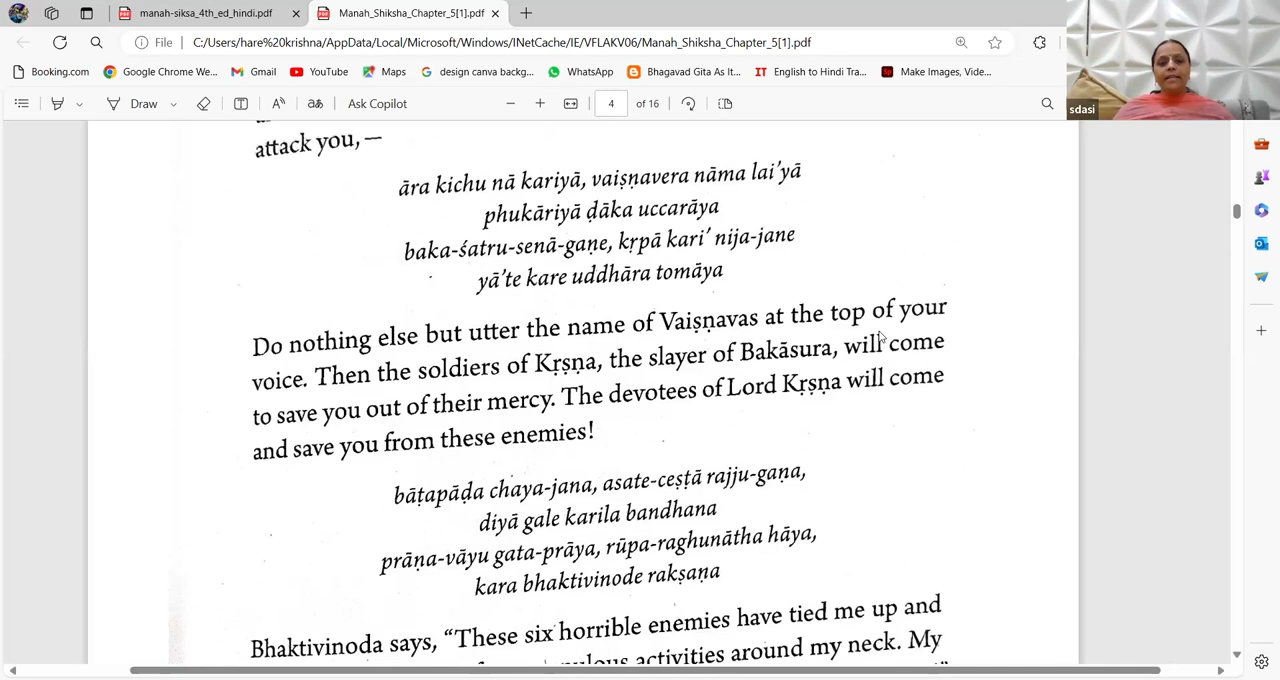 manah-siksa_4th_ed_hindi.pdf
Manah_Shiksha_Chapter_5[1].pdf
File
C:/Users/hare%20krishna/AppData/Local/Microsoft/Windows/INetCache/IE/VFLAKV06/Manah_Shiksha_Chapter_5[1].pdf
Booking.com
Google Chrome We...
Gmail
YouTube
Maps
design canva backg...
WhatsApp
Bhagavad Gita As It...
English to Hindi Tra...
Make Images, Vide...
sdasi
Draw
Ask Copilot
4 of 16
attack you,—
āra kichu nā kariyā, vaiṣṇavera nāma lai’yā
phukāriyā ḍāka uccarāya
baka-śatru-senā-gaṇe, kṛpā kari’ nija-jane
yā’te kare uddhāra tomāya
Do nothing else but utter the name of Vaiṣṇavas at the top of your
voice. Then the soldiers of Kṛṣṇa, the slayer of Bakāsura, will come
to save you out of their mercy. The devotees of Lord Kṛṣṇa will come
and save you from these enemies!
bāṭapāḍa chaya-jana, asate-ceṣṭā rajju-gaṇa,
diyā gale karila bandhana
prāṇa-vāyu gata-prāya, rūpa-raghunātha hāya,
kara bhaktivinode rakṣaṇa
Bhaktivinoda says, “These six horrible enemies have tied me up and
activities around my neck. My